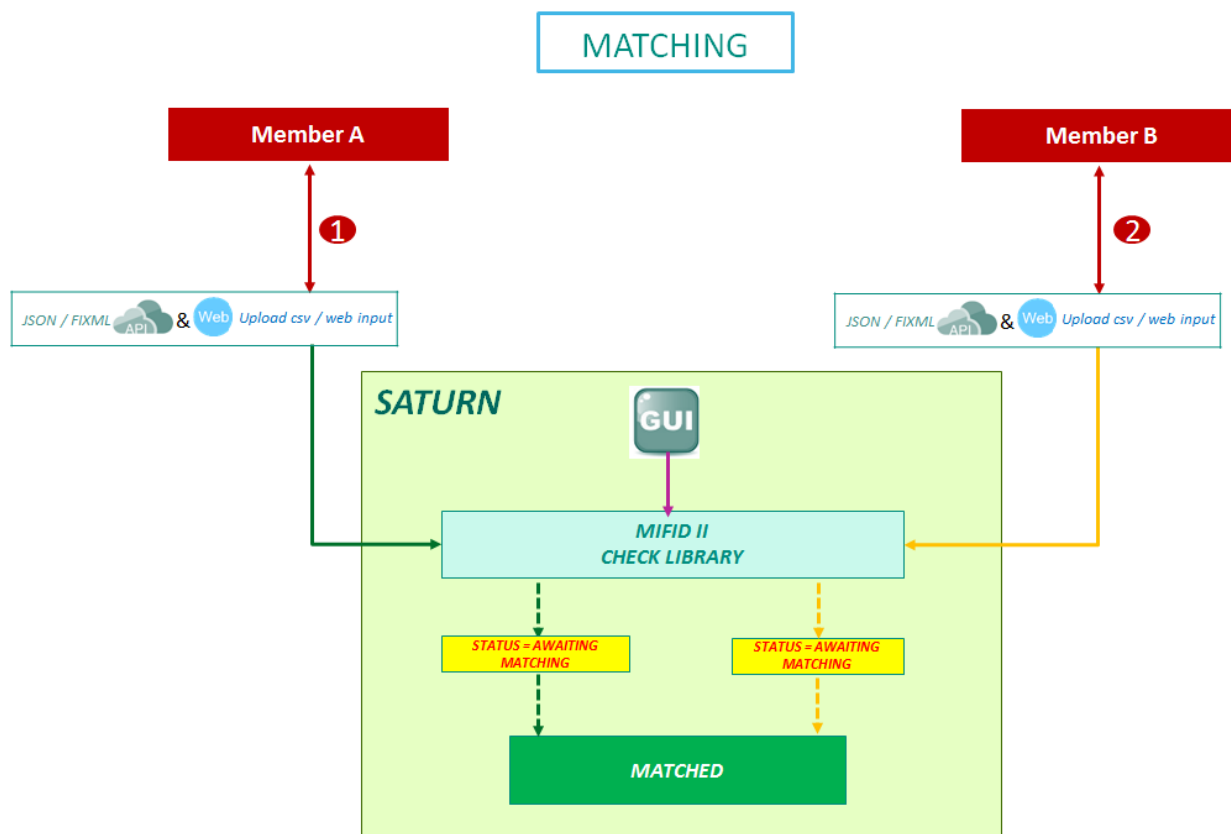 MATCHING
Member A
Member B
1
2
JSON / FIXML API & Web Upload csv / web input
JSON / FIXML API & Web Upload csv / web input
SATURN
GUI
MIFID II
CHECK LIBRARY
STATUS = AWAITING
MATCHING
STATUS = AWAITING
MATCHING
MATCHED